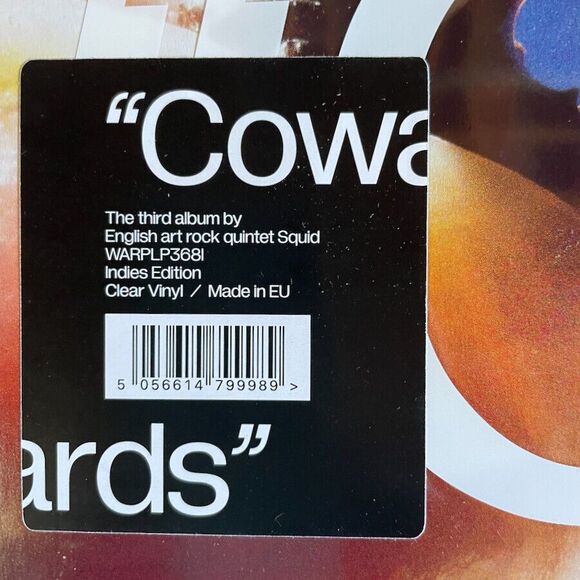 “Cowa
The third album by
English art rock quintet Squid
WARPLP368I
Indies Edition
Clear Vinyl / Made in EU
5 056614 799989 >
ards”